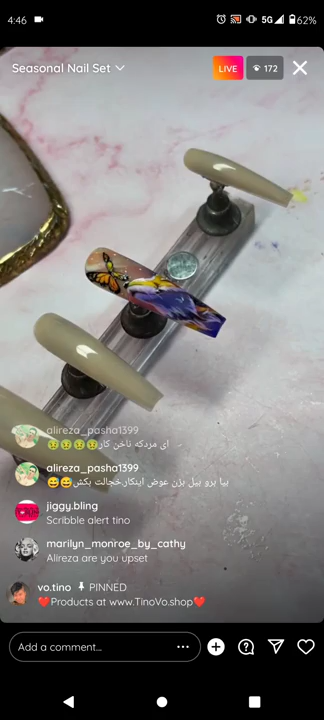 4:46
5G
62%
Seasonal Nail Set
LIVE
172
alireza_pasha1399
ای مردکه ناخن کار🤢🤢🤢🤢
alireza_pasha1399
بیا برو بیل بزن عوض اینکار.خجالت بکش😅😅
jiggy.bling
Scribble alert tino
marilyn_monroe_by_cathy
Alireza are you upset
vo.tino 📌 PINNED
❤️Products at www.TinoVo.shop❤️
Add a comment...